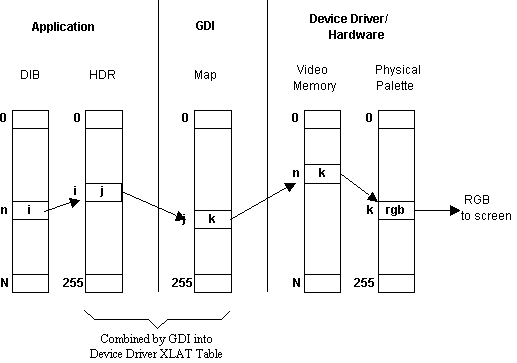 Application GDI Device Driver/
Hardware
DIB HDR Map Video
Memory Physical
Palette
0 0 0 0 0
i j n k
n i j k k rgb RGB
to screen
N 255 255 N 255
Combined by GDI into
Device Driver XLAT Table